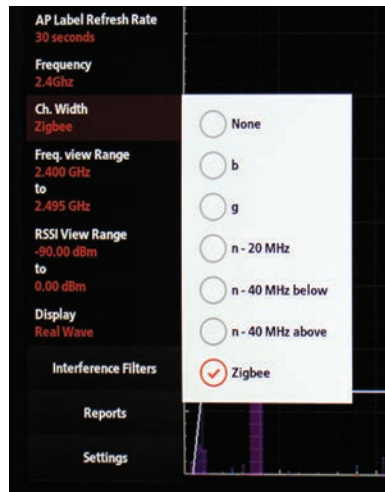 AP Label Refresh Rate
30 seconds
Frequency
2.4Ghz
Ch. Width
Zigbee
Freq. view Range
2.400 GHz
to
2.495 GHz
RSSI View Range
-90.00 dBm
to
0.00 dBm
Display
Real Wave
Interference Filters
Reports
Settings
None
b
g
n - 20 MHz
n - 40 MHz below
n - 40 MHz above
Zigbee